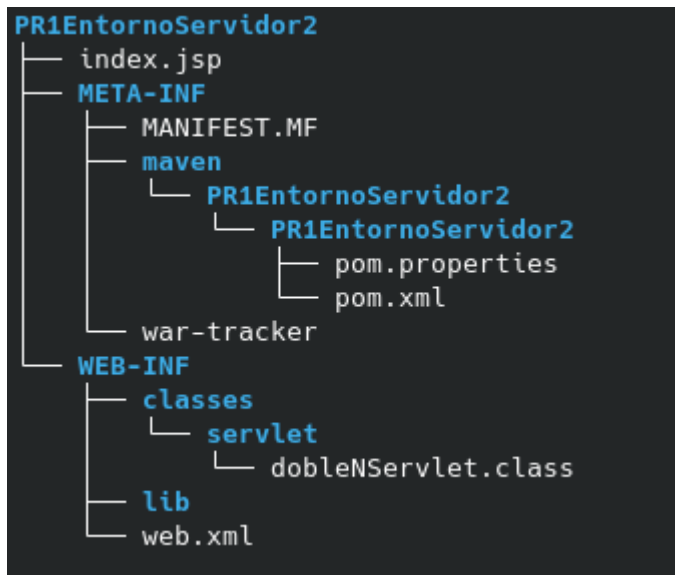 PR1EntornoServidor2
index.jsp
META-INF
MANIFEST.MF
maven
PR1EntornoServidor2
PR1EntornoServidor2
pom.properties
pom.xml
war-tracker
WEB-INF
classes
servlet
dobleNServlet.class
lib
web.xml